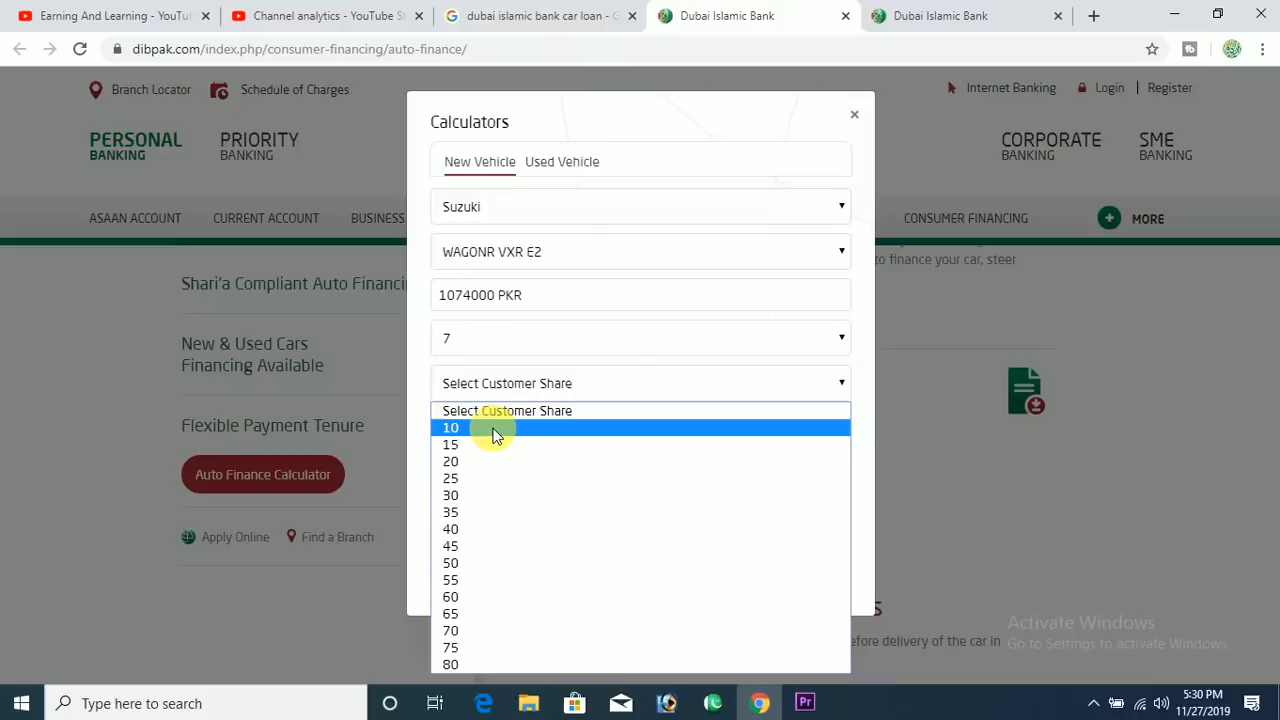 Earning And Learning - YouTu
Channel analytics - YouTube St
dubai islamic bank car loan - G
Dubai Islamic Bank
Dubai Islamic Bank
dibpak.com/index.php/consumer-financing/auto-finance/
Branch Locator
Schedule of Charges
Internet Banking
Login
Register
PERSONAL
BANKING
PRIORITY
BANKING
CORPORATE
BANKING
SME
BANKING
ASAAN ACCOUNT
CURRENT ACCOUNT
BUSINESS
CONSUMER FINANCING
MORE
Calculators
New Vehicle
Used Vehicle
Suzuki
WAGONR VXR E2
1074000 PKR
7
Select Customer Share
Select Customer Share
10
15
20
25
30
35
40
45
50
55
60
65
70
75
80
to finance your car, steer
Shari'a Compliant Auto Financi
New & Used Cars
Financing Available
Flexible Payment Tenure
Auto Finance Calculator
Apply Online
Find a Branch
efore delivery of the car in
Activate Windows
Go to Settings to activate Windows.
Type here to search
Pr
5:30 PM
11/27/2019